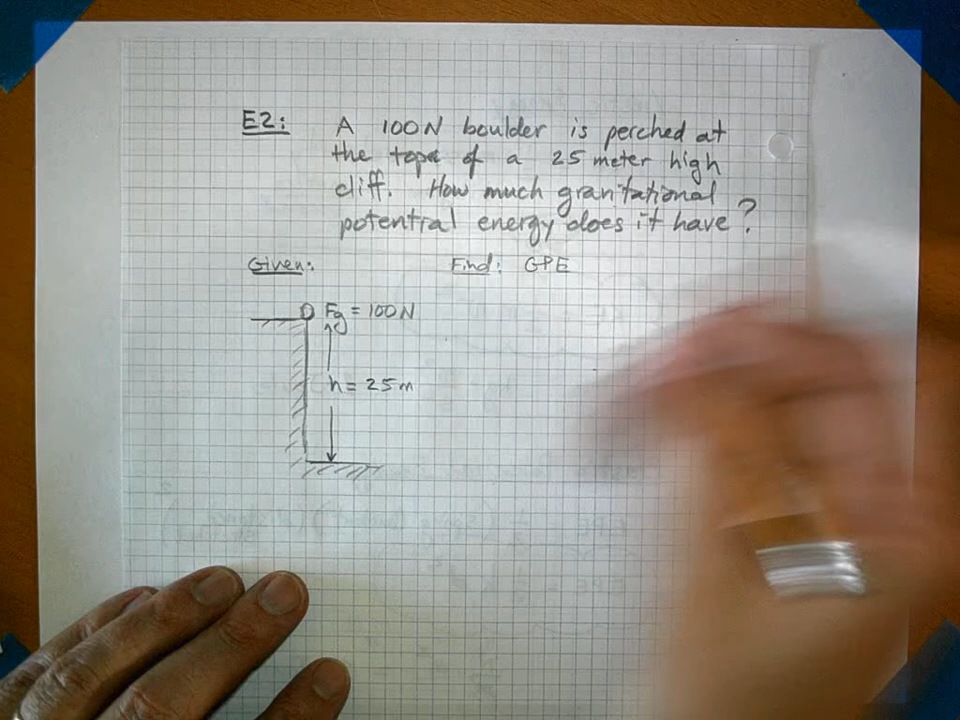 E2: A 100N boulder is perched at
the top of a 25 meter high
cliff. How much gravitational
potential energy does it have?
Given: Find: GPE
Fg = 100N
h = 25m